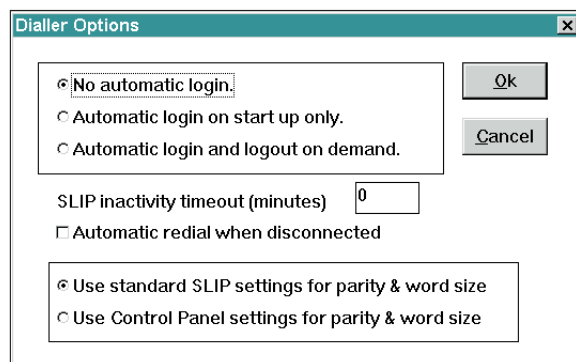 Dialler Options
No automatic login.
Automatic login on start up only.
Automatic login and logout on demand.
Ok
Cancel
SLIP inactivity timeout (minutes) 0
Automatic redial when disconnected
Use standard SLIP settings for parity & word size
Use Control Panel settings for parity & word size